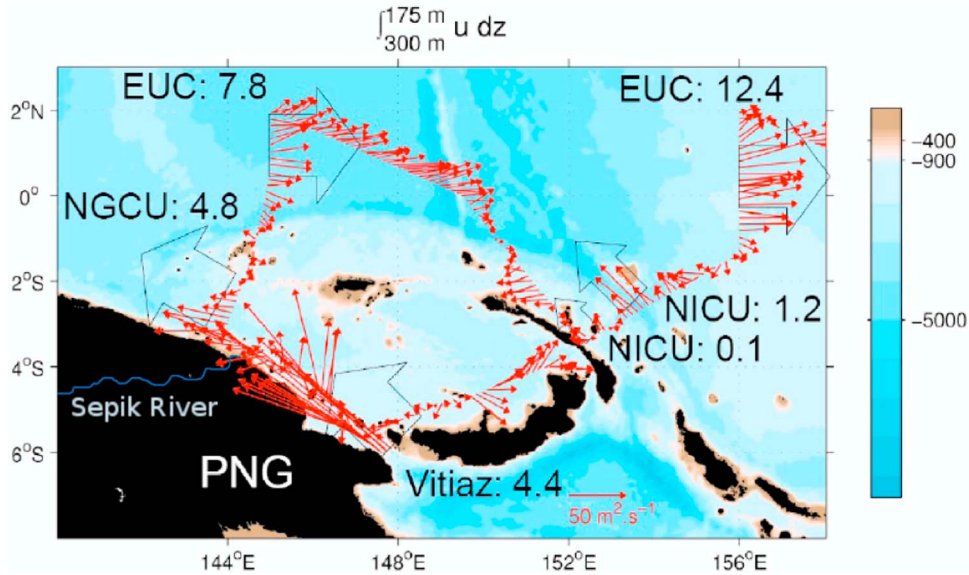 ∫ 175 m 300 m u dz
EUC: 7.8
EUC: 12.4
2°N
-400
-900
0°
NGCU: 4.8
2°S
NICU: 1.2
-5000
NICU: 0.1
4°S
Sepik River
6°S
PNG
Vitiaz: 4.4
50 m².s⁻¹
144°E
148°E
152°E
156°E